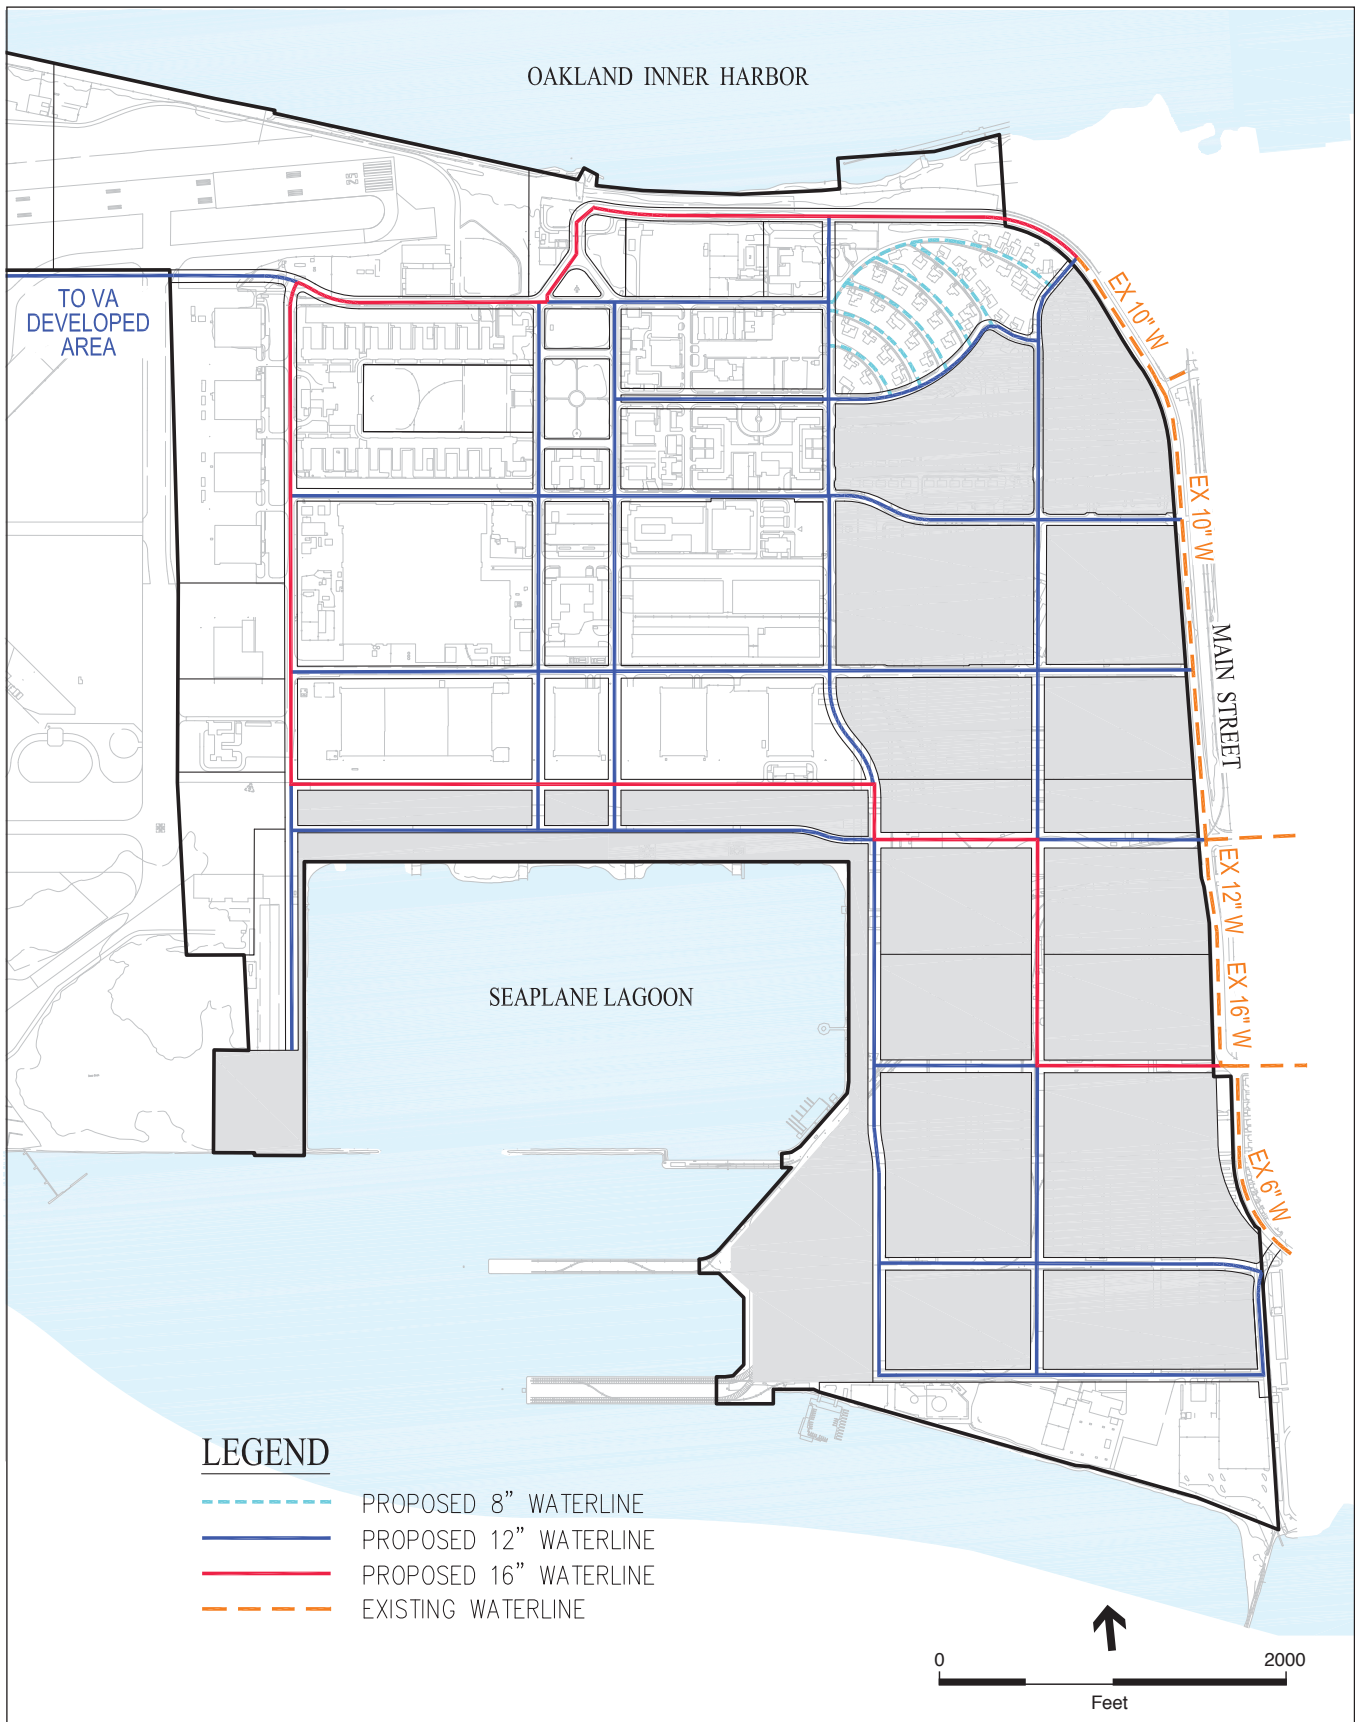 OAKLAND INNER HARBOR
TO VA
DEVELOPED
AREA
EX 10" W
EX 10" W
MAIN STREET
EX 12" W
EX 16" W
SEAPLANE LAGOON
EX 6" W
LEGEND
PROPOSED 8" WATERLINE
PROPOSED 12" WATERLINE
PROPOSED 16" WATERLINE
EXISTING WATERLINE
0 2000
Feet